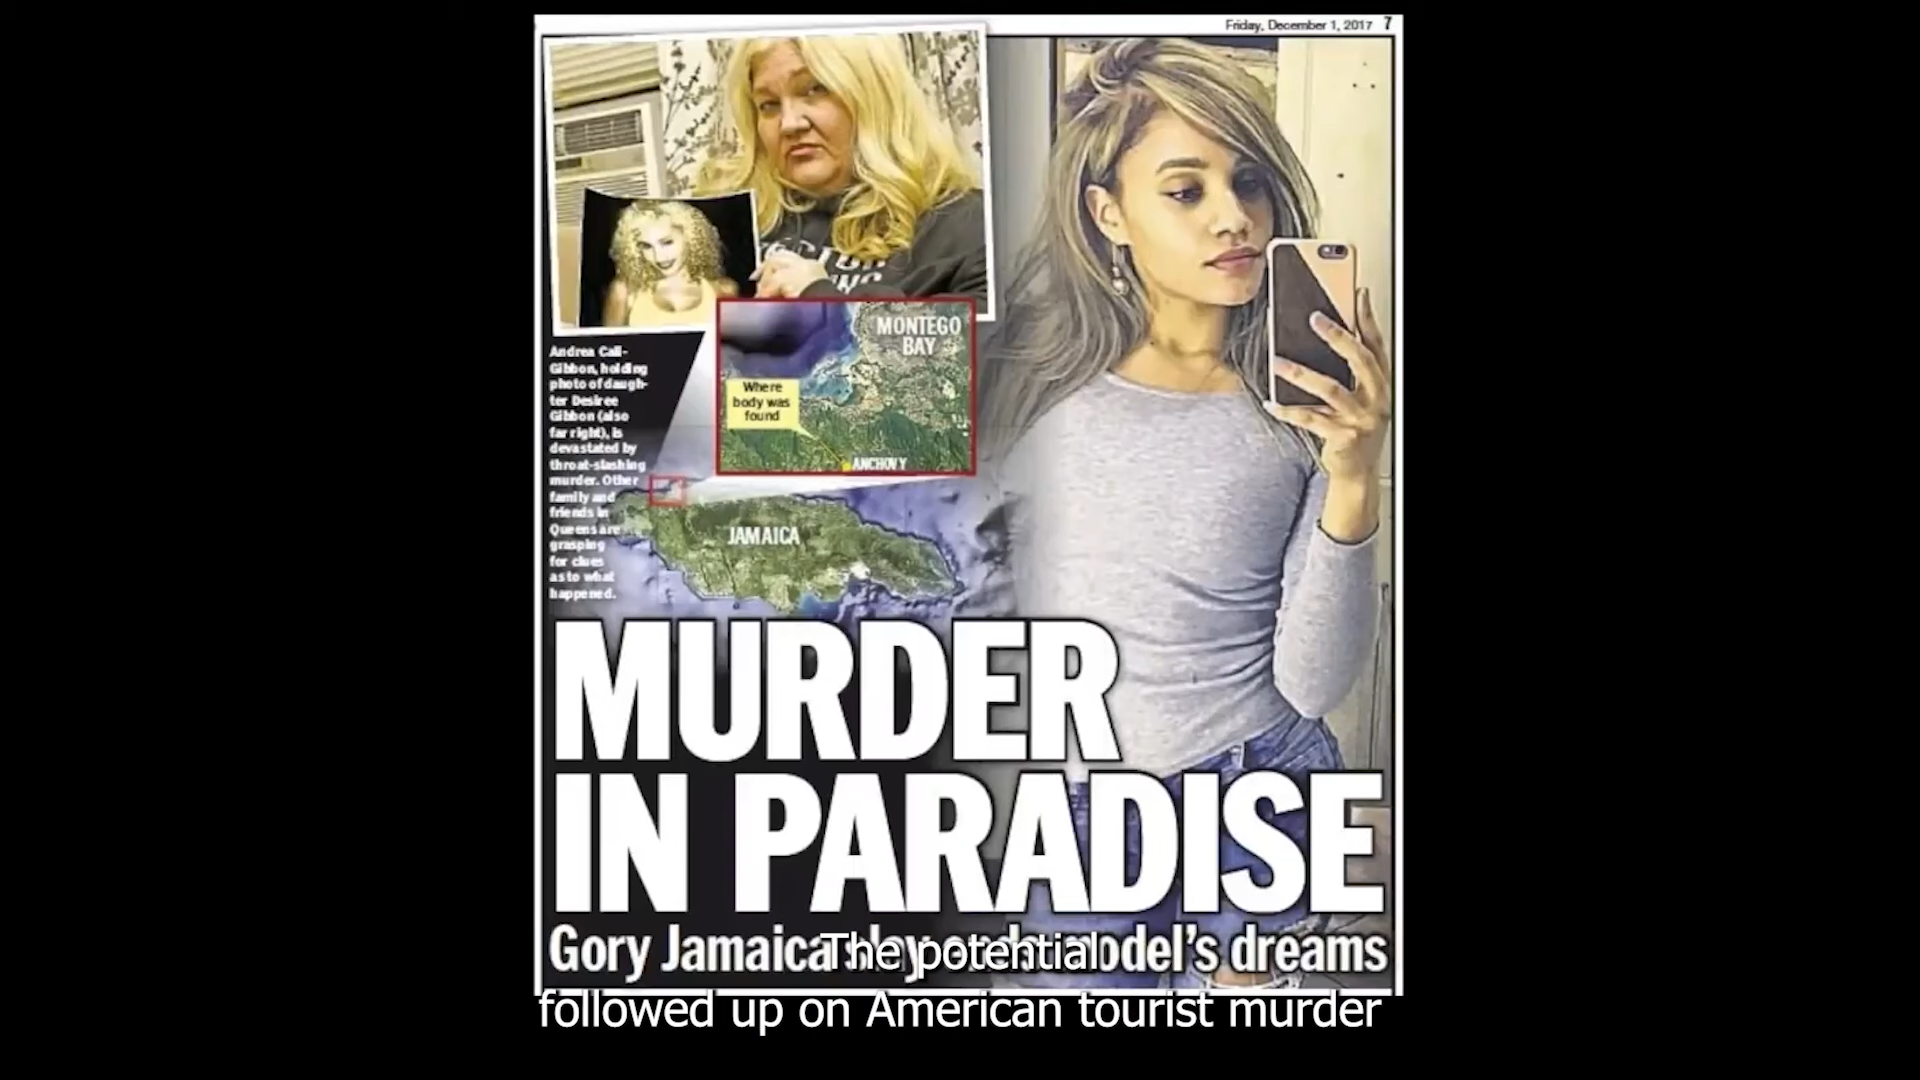 Friday, December 1, 2017 7
MONTEGO
BAY
Where
body was
found
ANCHOVY
Andrea Cali-
Gibbon, holding
photo of daugh-
ter Desiree
Gibbon (also
far right), is
devastated by
throat-slashing
murder. Other
family and
friends in
Queens are
grasping
for clues
as to what
happened.
JAMAICA
MURDER
IN PARADISE
Gory Jamaica model's dreams
The potential
followed up on American tourist murder